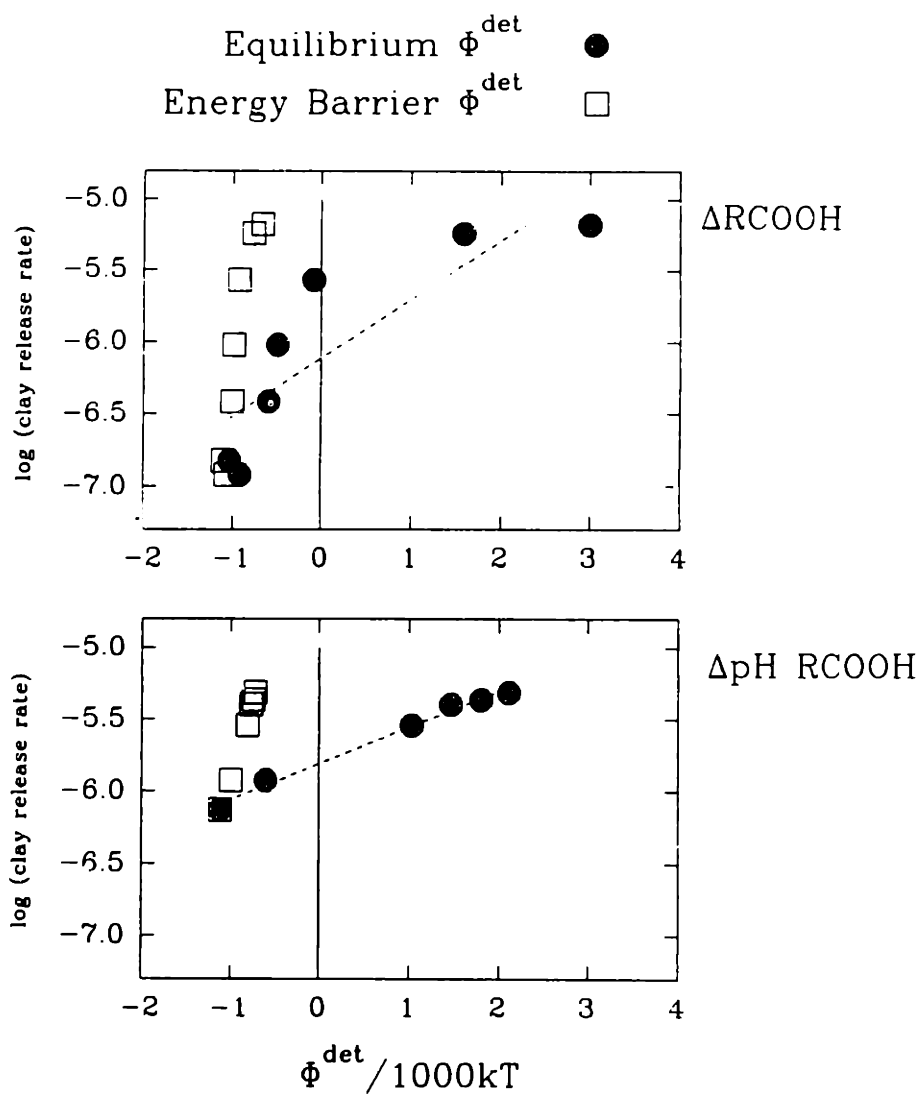 Equilibrium Φ^det
Energy Barrier Φ^det
log (clay release rate)
−5.0
−5.5
−6.0
−6.5
−7.0
−2 −1 0 1 2 3 4
ΔRCOOH
log (clay release rate)
−5.0
−5.5
−6.0
−6.5
−7.0
−2 −1 0 1 2 3 4
ΔpH RCOOH
Φ^det/1000kT